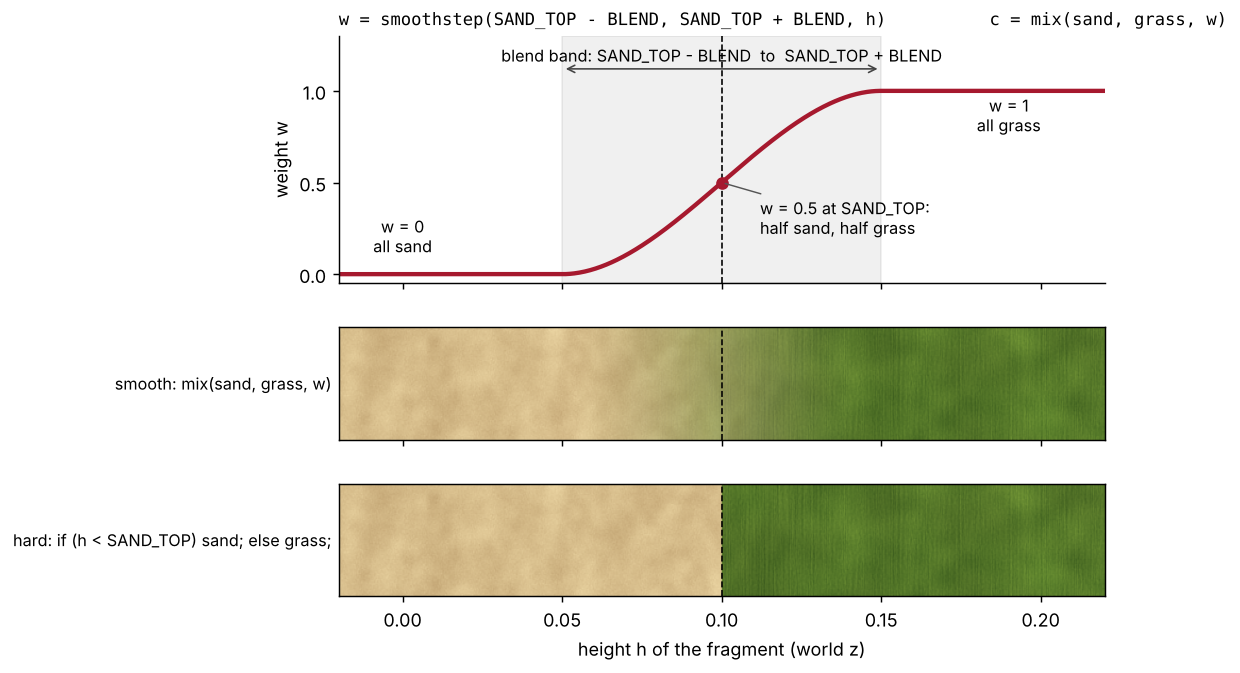 w = smoothstep(SAND_TOP - BLEND, SAND_TOP + BLEND, h)
c = mix(sand, grass, w)
blend band: SAND_TOP - BLEND to SAND_TOP + BLEND
1.0
0.5
0.0
weight w
w = 1
all grass
w = 0.5 at SAND_TOP:
half sand, half grass
w = 0
all sand
smooth: mix(sand, grass, w)
hard: if (h < SAND_TOP) sand; else grass;
0.00 0.05 0.10 0.15 0.20
height h of the fragment (world z)